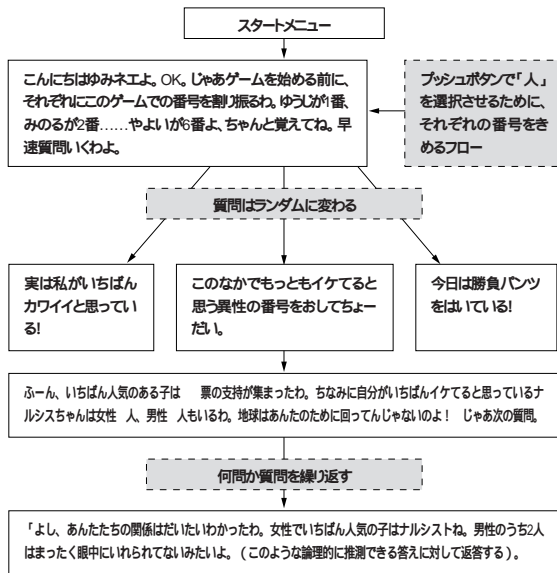 スタートメニュー
こんにちはゆみネエよ。OK。じゃあゲームを始める前に、
それぞれにこのゲームでの番号を割り振るわ。ゆうじが1番、
みのるが2番……やよいが6番よ、ちゃんと覚えてね。早
速質問いくわよ。
プッシュボタンで「人」
を選択させるために、
それぞれの番号をき
めるフロー
質問はランダムに変わる
実は私がいちばん
カワイイと思ってい
る!
このなかでもっともイケてると
思う異性の番号をおしてちょー
だい。
今日は勝負パンツ
をはいている!
ふーん、いちばん人気のある子は　票の支持が集まったわ。ちなみに自分がいちばんイケてると思っているナ
ルシスちゃんは女性　人、男性　人もいるわ。地球はあんたのために回ってんじゃないのよ！　じゃあ次の質問。
何問か質問を繰り返す
「よし、あんたたちの関係はだいたいわかったわ。女性でいちばん人気の子はナルシストね。男性のうち2人
はまったく眼中にいれられてないみたいよ。（このような論理的に推測できる答えに対して返答する）。